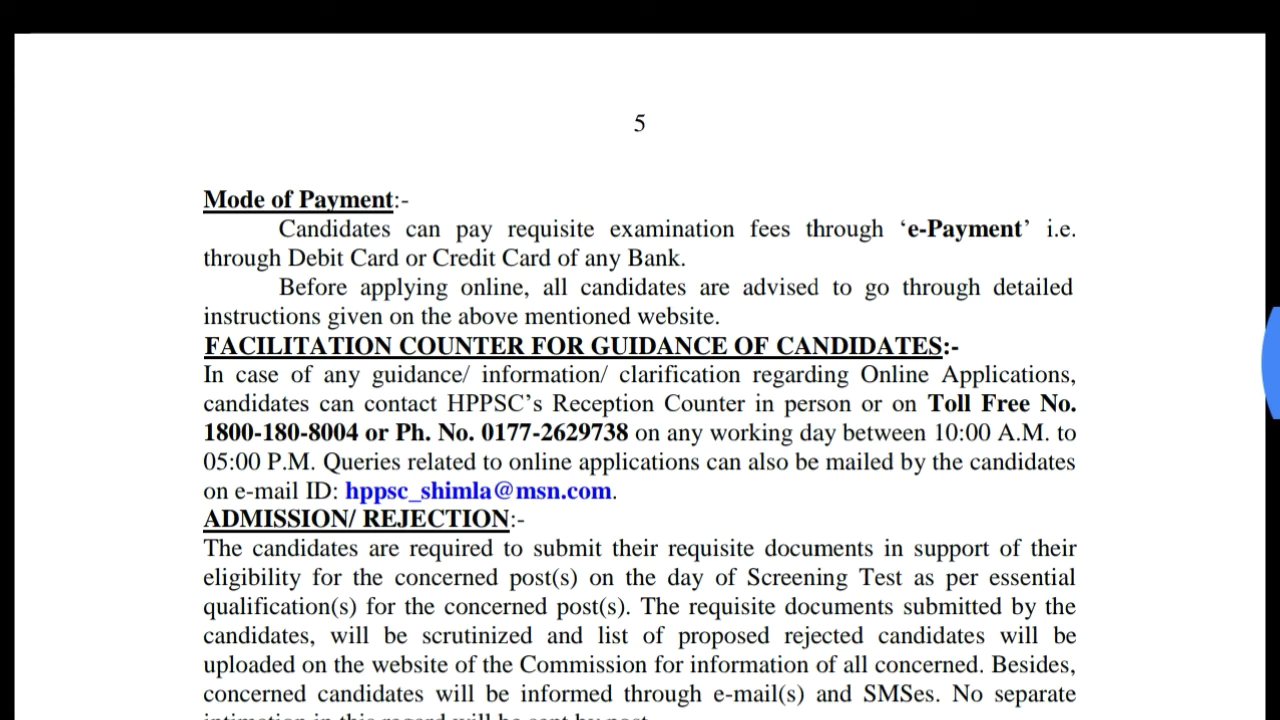 5
Mode of Payment:-
Candidates can pay requisite examination fees through ‘e-Payment’ i.e.
through Debit Card or Credit Card of any Bank.
Before applying online, all candidates are advised to go through detailed
instructions given on the above mentioned website.
FACILITATION COUNTER FOR GUIDANCE OF CANDIDATES:-
In case of any guidance/ information/ clarification regarding Online Applications,
candidates can contact HPPSC’s Reception Counter in person or on Toll Free No.
1800-180-8004 or Ph. No. 0177-2629738 on any working day between 10:00 A.M. to
05:00 P.M. Queries related to online applications can also be mailed by the candidates
on e-mail ID: hppsc_shimla@msn.com.
ADMISSION/ REJECTION:-
The candidates are required to submit their requisite documents in support of their
eligibility for the concerned post(s) on the day of Screening Test as per essential
qualification(s) for the concerned post(s). The requisite documents submitted by the
candidates, will be scrutinized and list of proposed rejected candidates will be
uploaded on the website of the Commission for information of all concerned. Besides,
concerned candidates will be informed through e-mail(s) and SMSes. No separate
intimation in this regard will be sent by post.